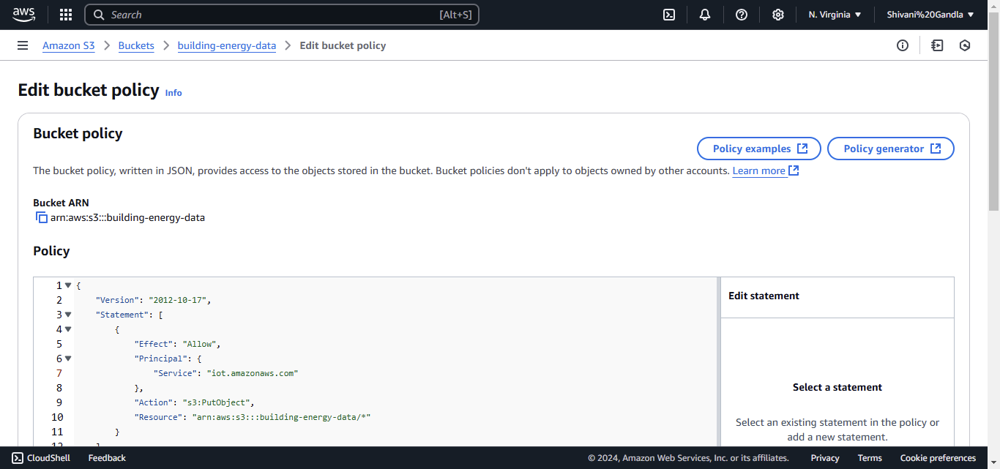 aws
Search [Alt+S]
N. Virginia
Shivani%20Gandla
Amazon S3
Buckets
building-energy-data
Edit bucket policy
Edit bucket policy Info
Bucket policy
Policy examples
Policy generator
The bucket policy, written in JSON, provides access to the objects stored in the bucket. Bucket policies don't apply to objects owned by other accounts. Learn more
Bucket ARN
arn:aws:s3:::building-energy-data
Policy
1 {
2 "Version": "2012-10-17",
3 "Statement": [
4 {
5 "Effect": "Allow",
6 "Principal": {
7 "Service": "iot.amazonaws.com"
8 },
9 "Action": "s3:PutObject",
10 "Resource": "arn:aws:s3:::building-energy-data/*"
11 }
12 ]
Edit statement
Select a statement
Select an existing statement in the policy or
add a new statement.
CloudShell
Feedback
© 2024, Amazon Web Services, Inc. or its affiliates.
Privacy
Terms
Cookie preferences